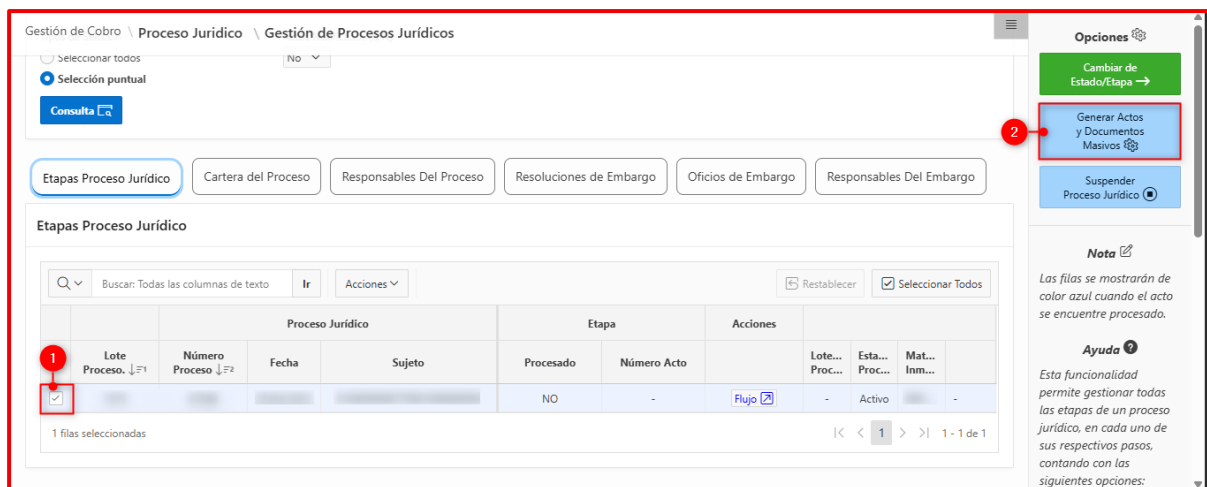 Gestión de Cobro \ Proceso Juridico \ Gestión de Procesos Jurídicos
Seleccionar todos
No
Selección puntual
Consulta
Etapas Proceso Jurídico
Cartera del Proceso
Responsables Del Proceso
Resoluciones de Embargo
Oficios de Embargo
Responsables Del Embargo
Etapas Proceso Jurídico
Buscar: Todas las columnas de texto
Ir
Acciones
Restablecer
Seleccionar Todos
Proceso Jurídico
Etapa
Acciones
1
Lote
Proceso.
1
Número
Proceso
2
Fecha
Sujeto
Procesado
Número Acto
Lote...
Proc...
Esta...
Proc...
Mat...
Inm...
NO
-
Flujo
-
Activo
-
1 filas seleccionadas
1
1 - 1 de 1
Opciones
Cambiar de
Estado/Etapa →
2
Generar Actos
y Documentos
Masivos
Suspender
Proceso Jurídico
Nota
Las filas se mostrarán de
color azul cuando el acto
se encuentre procesado.
Ayuda
Esta funcionalidad
permite gestionar todas
las etapas de un proceso
jurídico, en cada uno de
sus respectivos pasos,
contando con las
siguientes opciones: